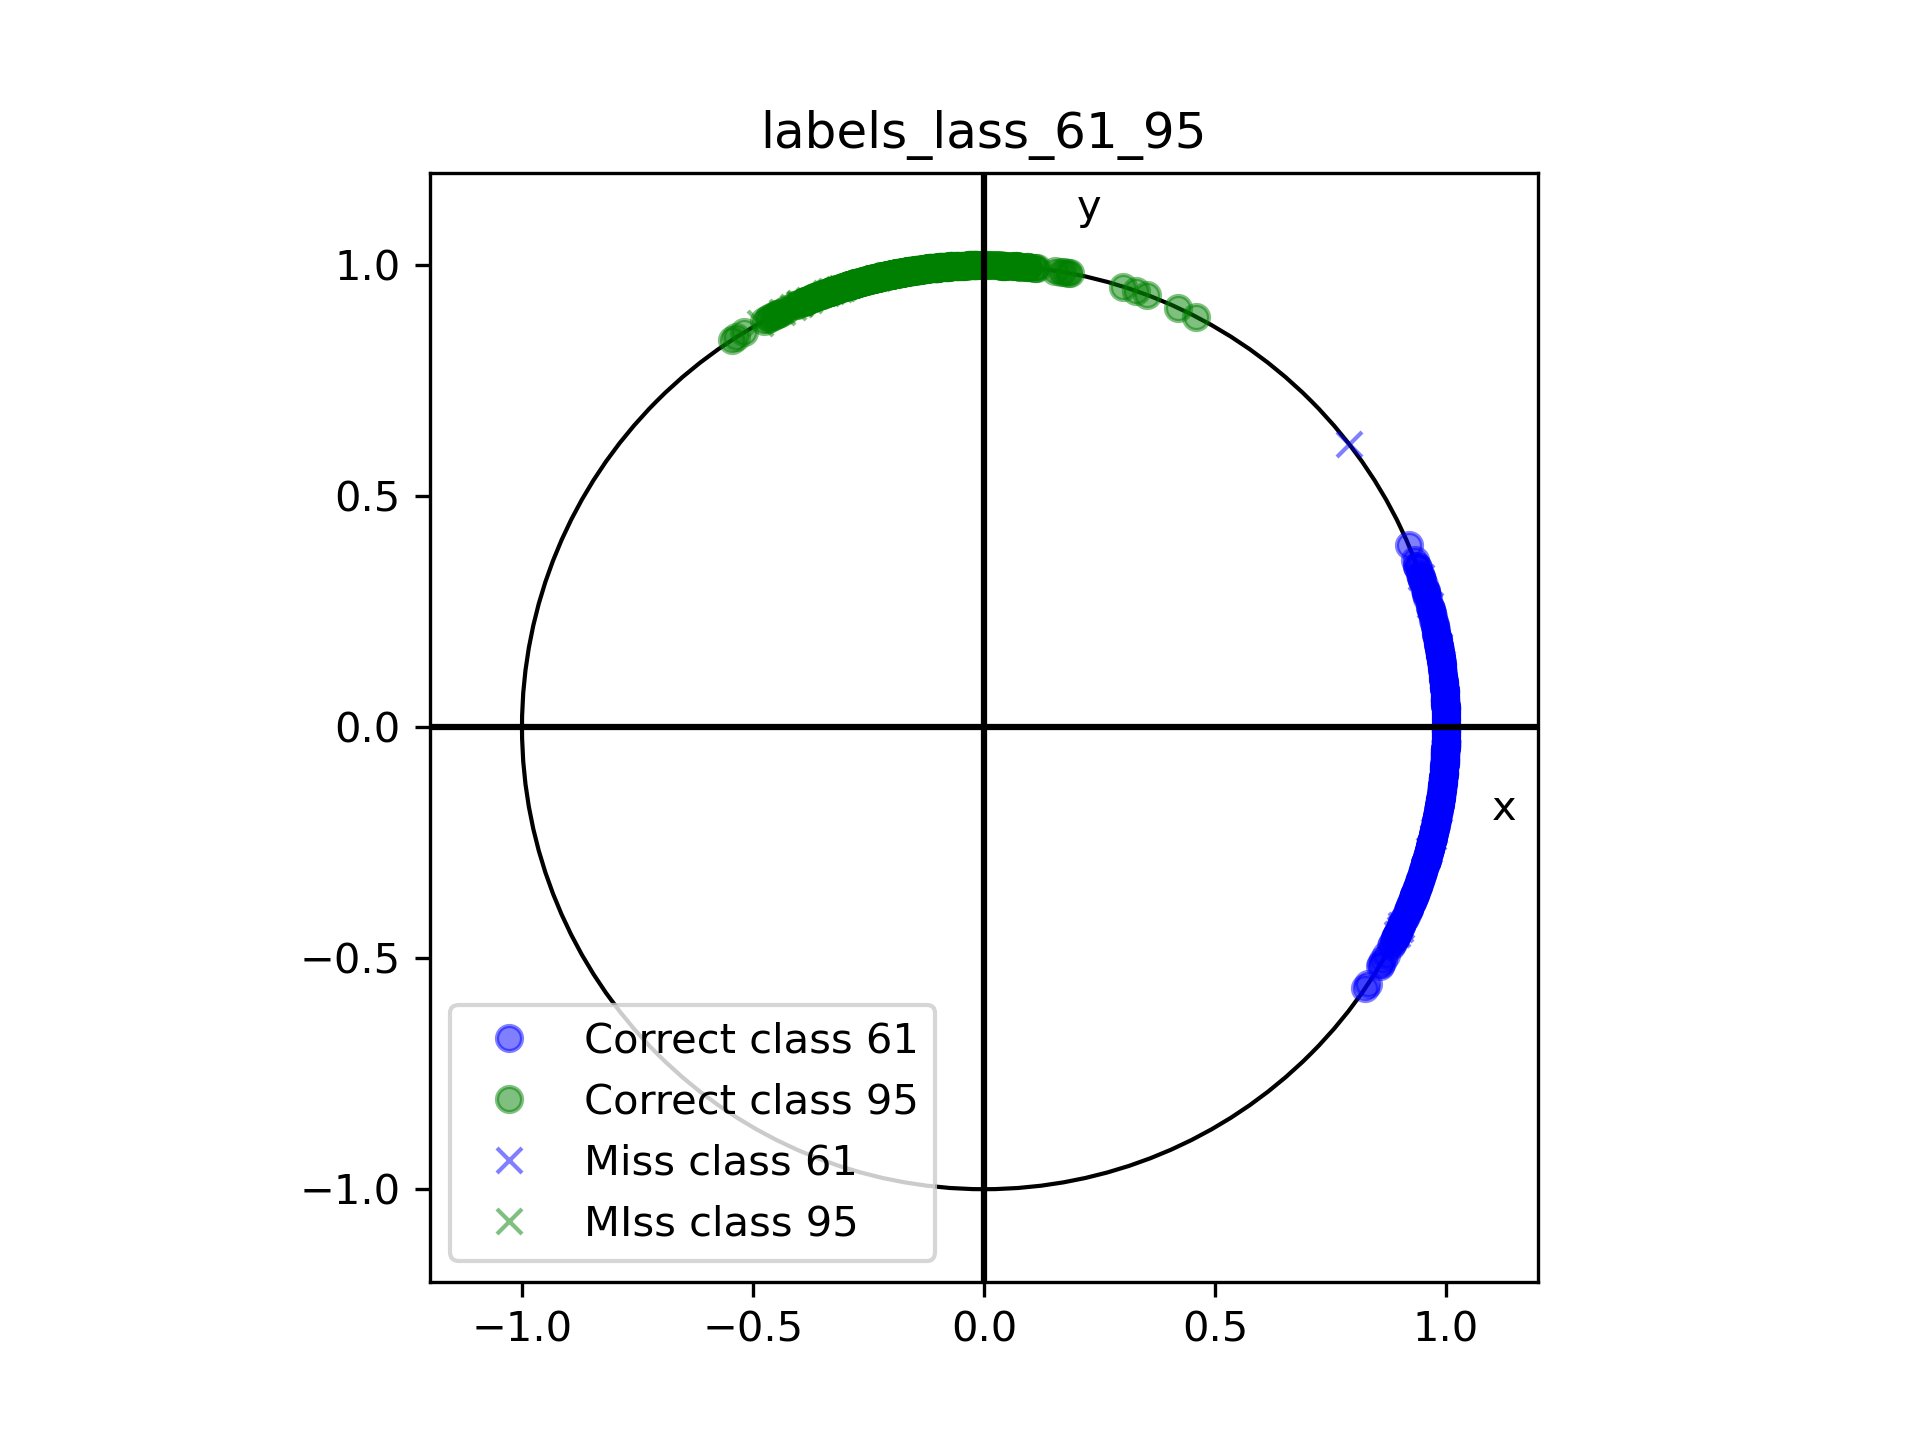 labels_lass_61_95
y
1.0
0.5
0.0
−0.5
−1.0
x
Correct class 61
Correct class 95
Miss class 61
MIss class 95
−1.0 −0.5 0.0 0.5 1.0